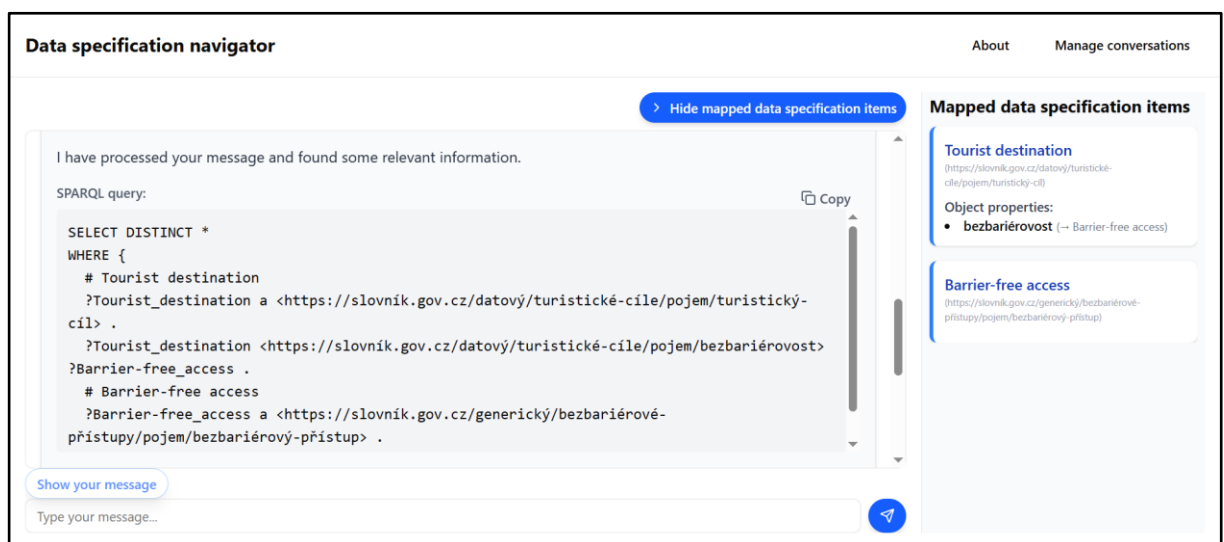 Data specification navigator
About
Manage conversations
Hide mapped data specification items
I have processed your message and found some relevant information.
SPARQL query:
Copy
SELECT DISTINCT *
WHERE {
# Tourist destination
?Tourist_destination a <https://slovník.gov.cz/datový/turistické-cíle/pojem/turistický-
cíl> .
?Tourist_destination <https://slovník.gov.cz/datový/turistické-cíle/pojem/bezbariérovost>
?Barrier-free_access .
# Barrier-free access
?Barrier-free_access a <https://slovník.gov.cz/generický/bezbariérové-
přístupy/pojem/bezbariérový-přístup> .
Show your message
Type your message...
Mapped data specification items
Tourist destination
(https://slovník.gov.cz/datový/turistické-
cíle/pojem/turistický-cíl)
Object properties:
• bezbariérovost (→ Barrier-free access)
Barrier-free access
(https://slovník.gov.cz/generický/bezbariérové-
přístupy/pojem/bezbariérový-přístup)